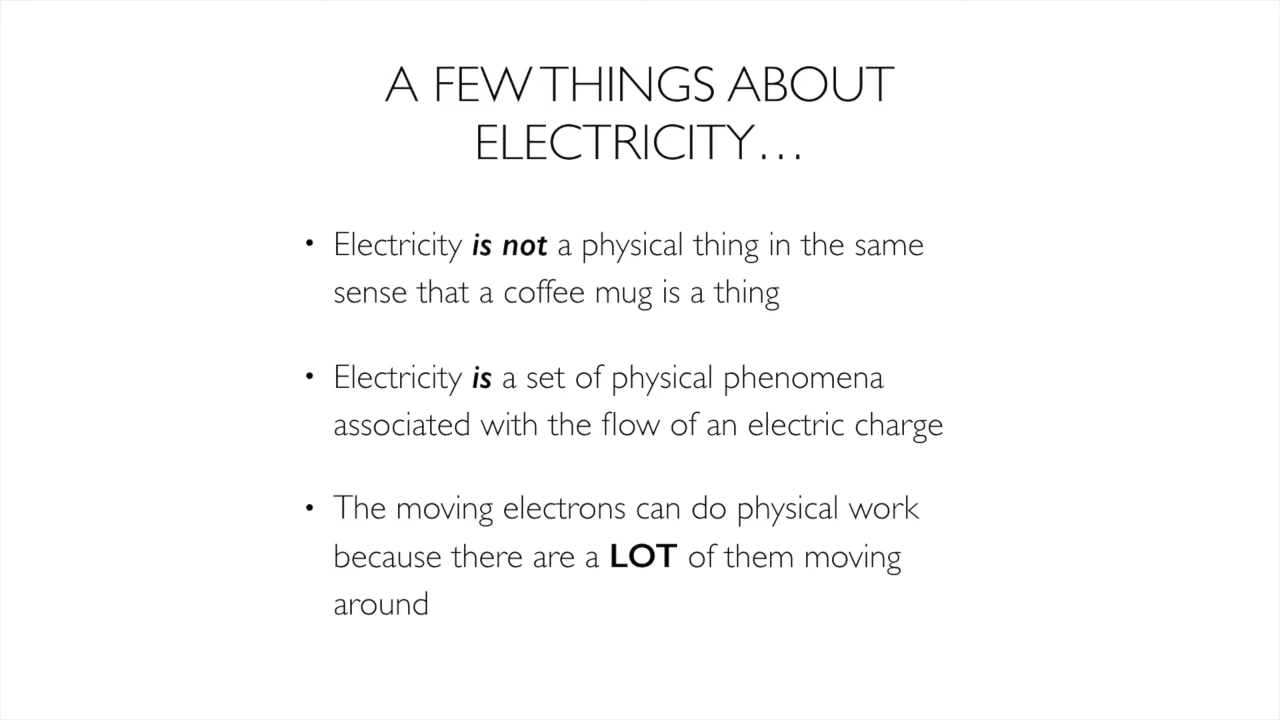 A FEW THINGS ABOUT
ELECTRICITY…
• Electricity is not a physical thing in the same
sense that a coffee mug is a thing
• Electricity is a set of physical phenomena
associated with the flow of an electric charge
• The moving electrons can do physical work
because there are a LOT of them moving
around